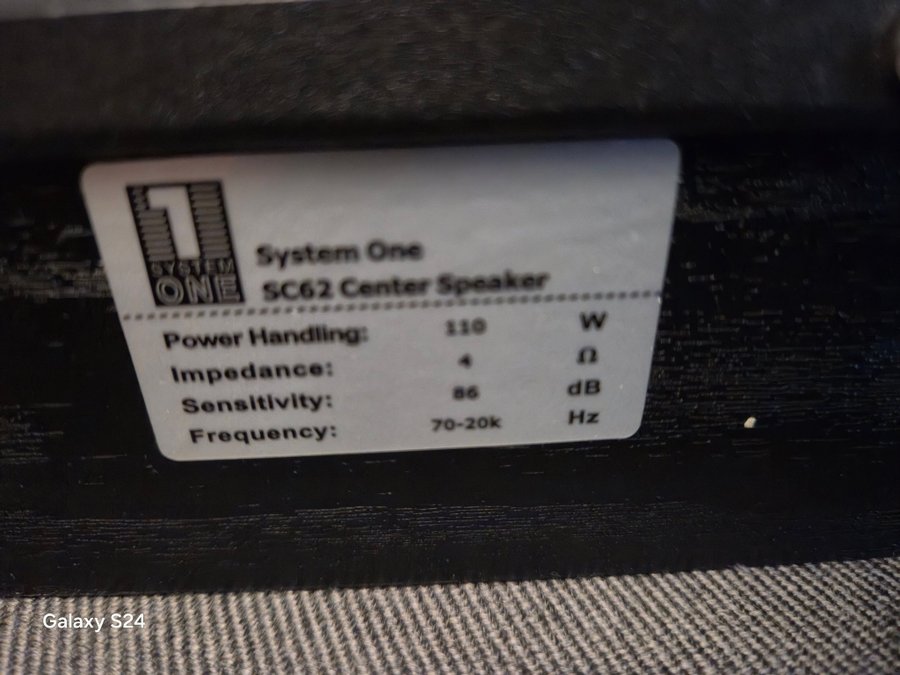 1
SYSTEM
ONE
System One
SC62 Center Speaker
Power Handling: 110 W
Impedance: 4 Ω
Sensitivity: 86 dB
Frequency: 70-20k Hz
Galaxy S24